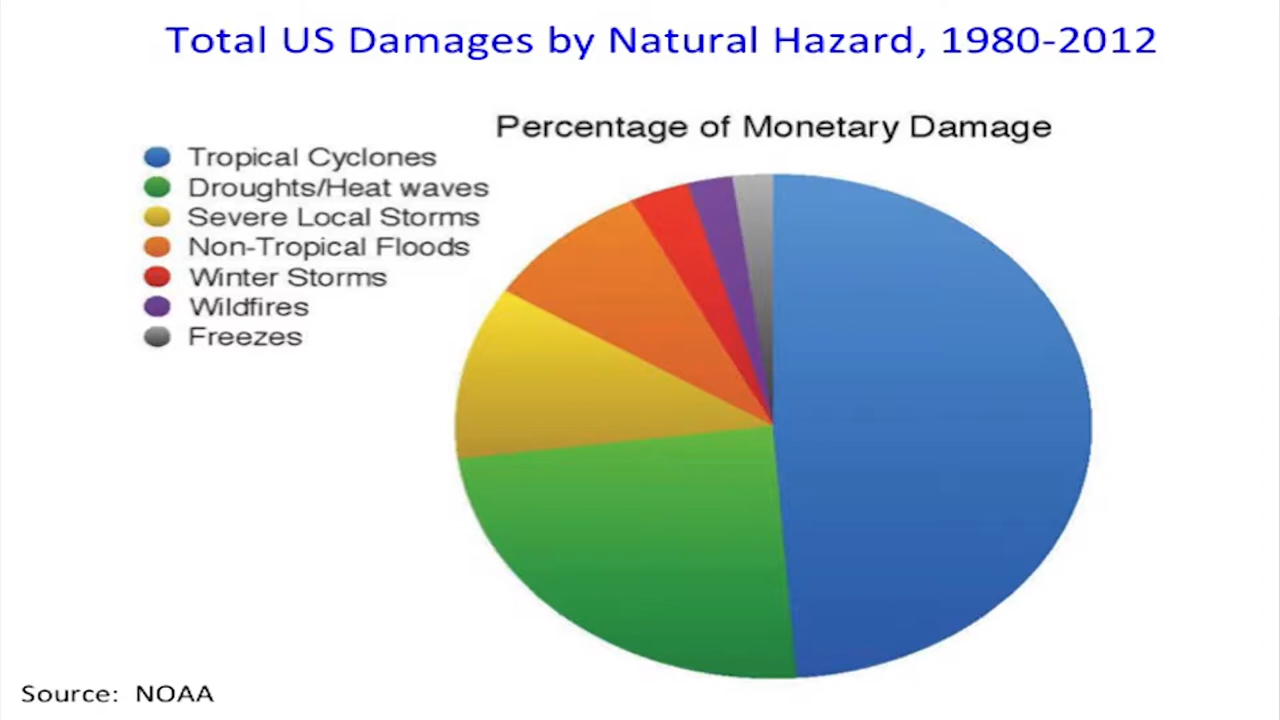 Total US Damages by Natural Hazard, 1980-2012
Percentage of Monetary Damage
Tropical Cyclones
Droughts/Heat waves
Severe Local Storms
Non-Tropical Floods
Winter Storms
Wildfires
Freezes
Source: NOAA